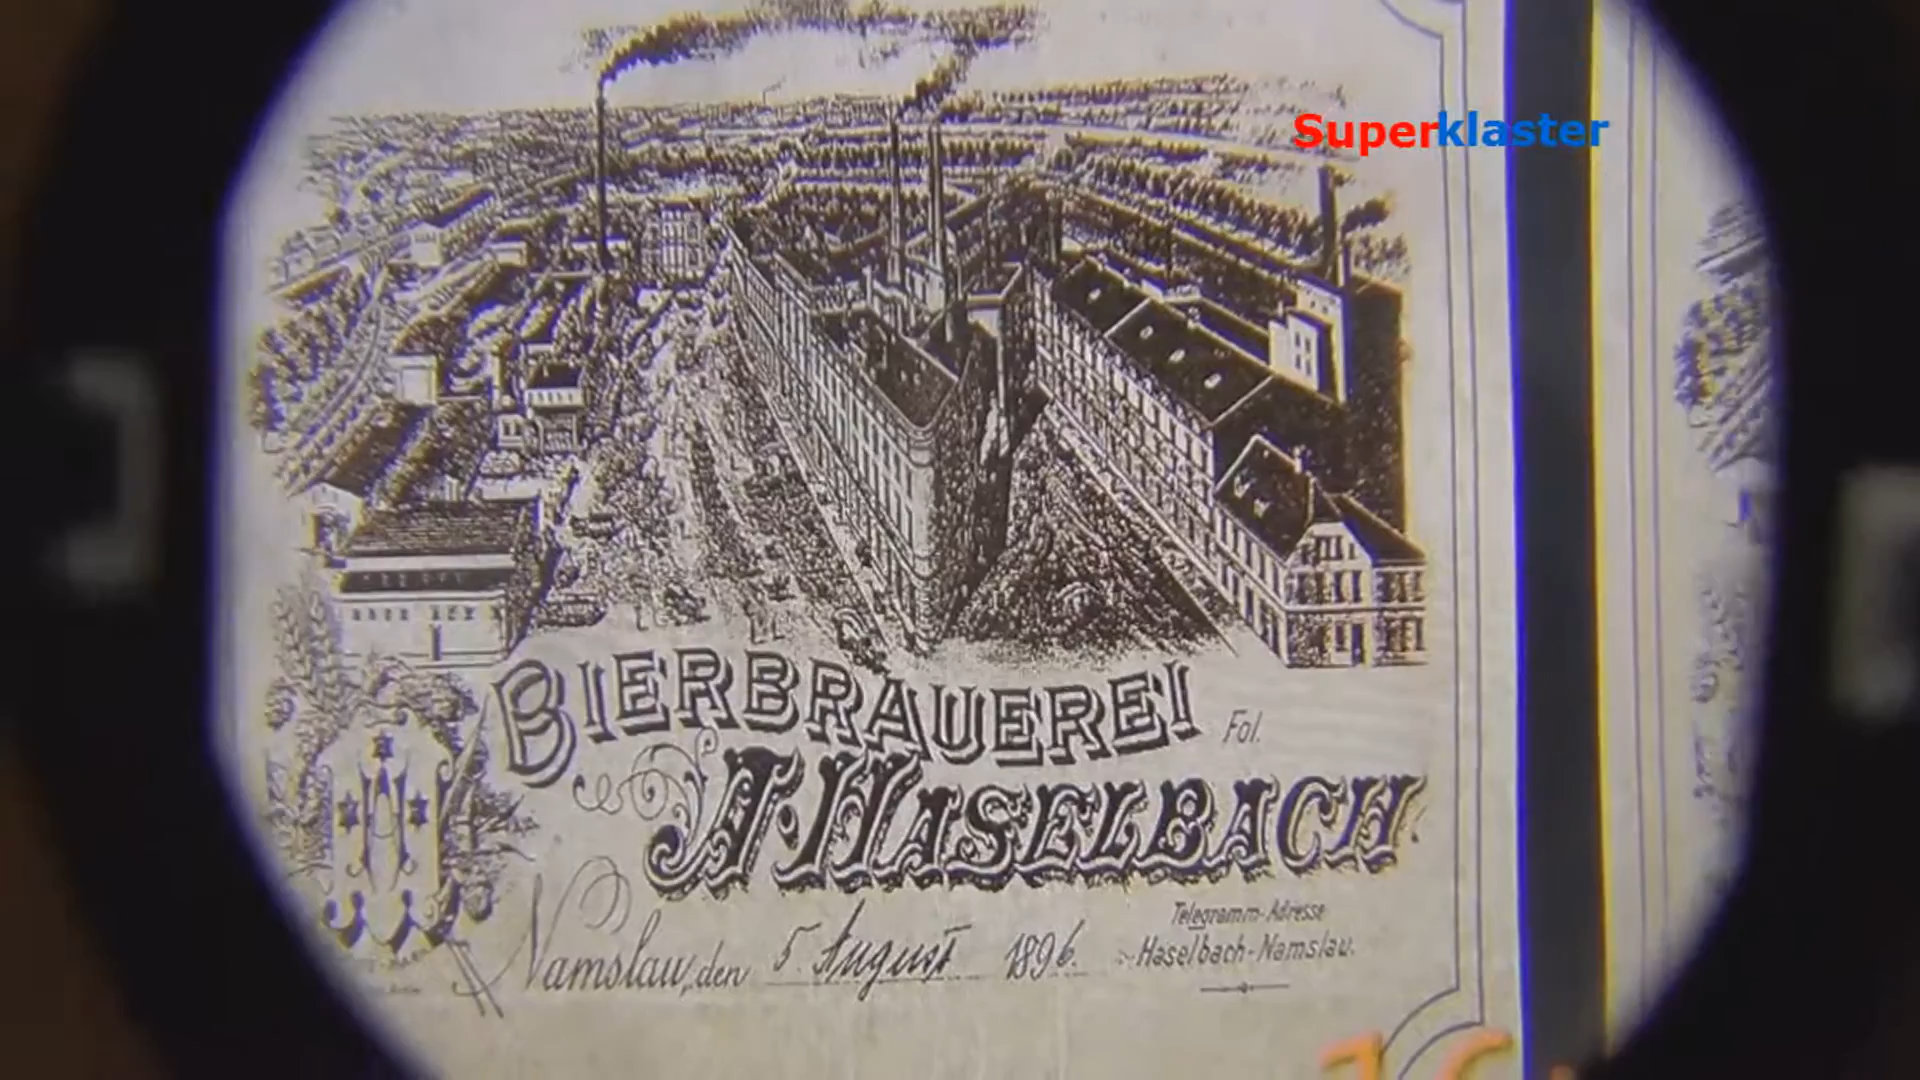 Superklaster
BIERBRAUEREI Fol.
A. HASELBACH.
Telegramm-Adresse
Namslau, den 5. August 1896. Haselbach-Namslau.